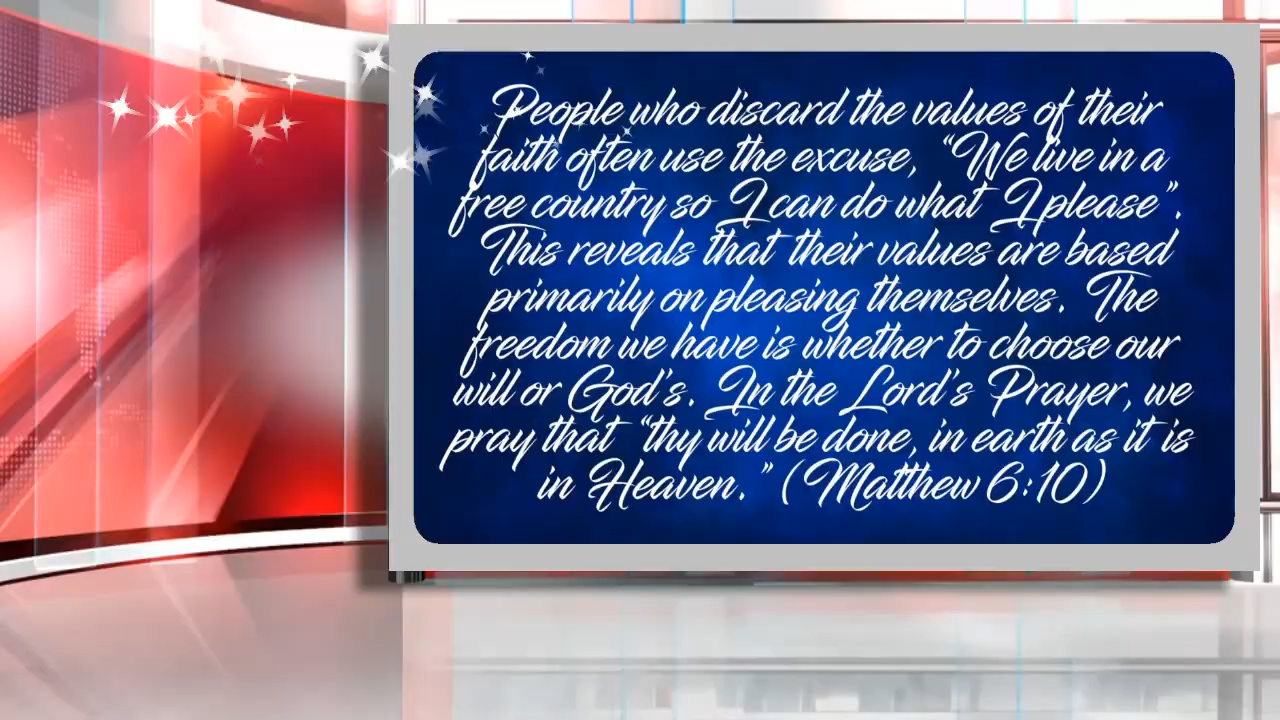 People who discard the values of their
faith often use the excuse, “We live in a
free country so I can do what I please”.
This reveals that their values are based
primarily on pleasing themselves. The
freedom we have is whether to choose our
will or God’s. In the Lord’s Prayer, we
pray that “thy will be done, in earth as it is
in Heaven.” (Matthew 6:10)